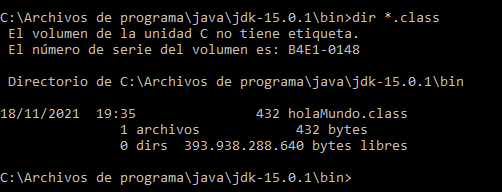 C:\Archivos de programa\java\jdk-15.0.1\bin>dir *.class
El volumen de la unidad C no tiene etiqueta.
El número de serie del volumen es: B4E1-0148
Directorio de C:\Archivos de programa\java\jdk-15.0.1\bin
18/11/2021  19:35               432 holaMundo.class
1 archivos            432 bytes
0 dirs  393.938.288.640 bytes libres
C:\Archivos de programa\java\jdk-15.0.1\bin>